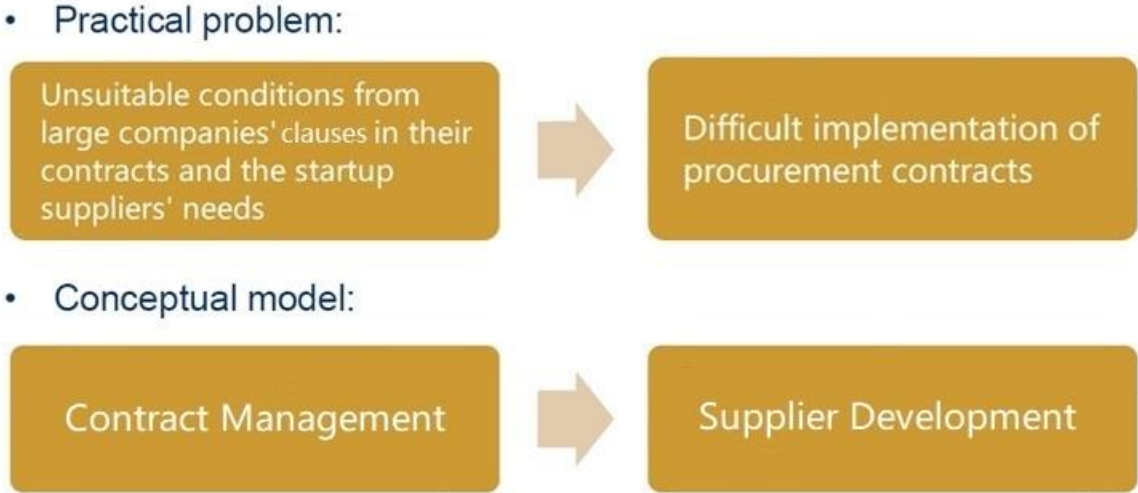 • Practical problem:
Unsuitable conditions from
large companies' clauses in their
contracts and the startup
suppliers' needs
Difficult implementation of
procurement contracts
• Conceptual model:
Contract Management
Supplier Development